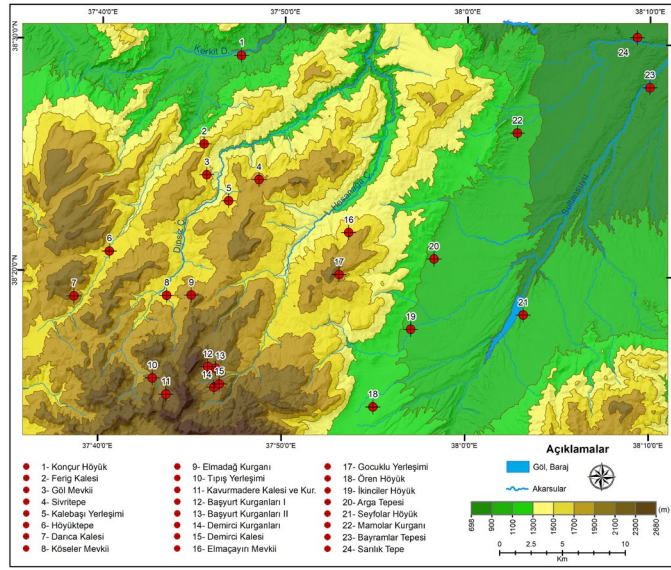 37°40'0"E 37°50'0"E 38°0'0"E 38°10'0"E
38°30'0"N
38°30'0"N
38°20'0"N
38°20'0"N
Kerkit D.
Dipsiz Ç.
Sultansuyu
1
2
3
4
5
6
7
8
9
10
11
12
13
14
15
16
17
18
19
20
21
22
23
24
37°40'0"E 37°50'0"E 38°0'0"E 38°10'0"E
1- Konçur Höyük
2- Ferig Kalesi
3- Göl Mevkii
4- Sivritepe
5- Kalebaşı Yerleşimi
6- Höyüktepe
7- Darıca Kalesi
8- Köseler Mevkii
9- Elmadağ Kurganı
10- Tıpış Yerleşimi
11- Kavurmadere Kalesi ve Kur.
12- Başyurt Kurganları I
13- Başyurt Kurganları II
14- Demirci Kurganları
15- Demirci Kalesi
16- Elmaçayırı Mevkii
17- Gocuklu Yerleşimi
18- Ören Höyük
19- İkinciler Höyük
20- Arga Tepesi
21- Seyfolar Höyük
22- Mamolar Kurganı
23- Bayramlar Tepesi
24- Sarılık Tepe
Açıklamalar
Göl, Baraj
Akarsular
698 900 1100 1300 1500 1700 1900 2100 2300 2680 (m)
0 2.5 5 10
Km